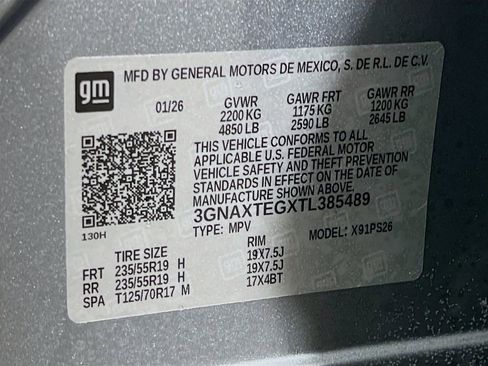 gm
MFD BY GENERAL MOTORS DE MEXICO, S. DE R.L. DE C.V.
01/26 GVWR GAWR FRT GAWR RR
2200 KG 1175 KG 1200 KG
4850 LB 2590 LB 2645 LB
THIS VEHICLE CONFORMS TO ALL
APPLICABLE U.S. FEDERAL MOTOR
VEHICLE SAFETY AND THEFT PREVENTION
STANDARDS IN EFFECT ON THE DATE OF
MANUFACTURE SHOWN ABOVE.
3GNAXTEGXTL385489
130H
TYPE: MPV MODEL: X91PS26
TIRE SIZE RIM
FRT 235/55R19 H 19X7.5J
RR 235/55R19 H 19X7.5J
SPA T125/70R17 M 17X4BT